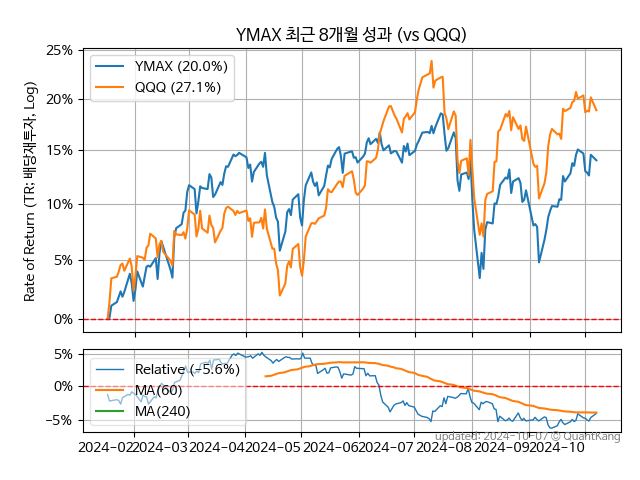 YMAX 최근 8개월 성과 (vs QQQ)
25%
20%
15%
10%
5%
0%
Rate of Return (TR: 배당재투자, Log)
YMAX (20.0%)
QQQ (27.1%)
5%
0%
−5%
Relative (−5.6%)
MA(60)
MA(240)
2024−02 2024−03 2024−04 2024−05 2024−06 2024−07 2024−08 2024−09 2024−10
updated: 2024−10−07 © QuantKang